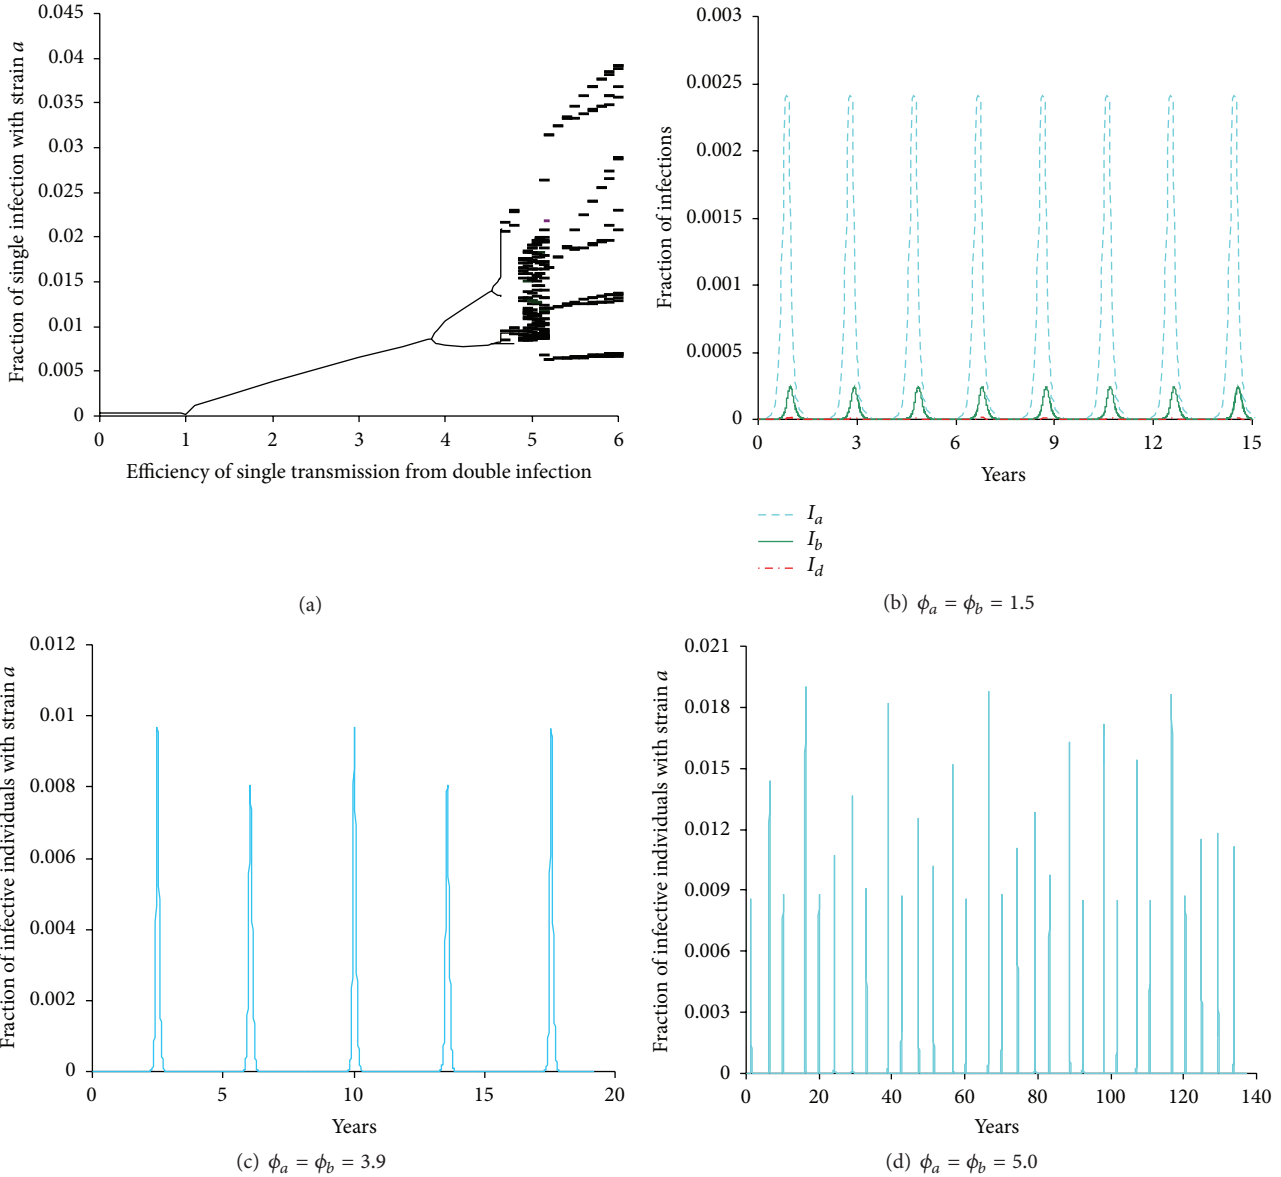 0.045
0.04
0.035
0.03
0.025
0.02
0.015
0.01
0.005
0
Fraction of single infection with strain a
0 1 2 3 4 5 6
Efficiency of single transmission from double infection
(a)
0.003
0.0025
0.002
0.0015
0.001
0.0005
0
Fraction of infections
0 3 6 9 12 15
Years
I_a
I_b
I_d
(b) ϕ_a = ϕ_b = 1.5
0.012
0.01
0.008
0.006
0.004
0.002
0
Fraction of infective individuals with strain a
0 5 10 15 20
Years
(c) ϕ_a = ϕ_b = 3.9
0.021
0.018
0.015
0.012
0.009
0.006
0.003
0
Fraction of infective individuals with strain a
0 20 40 60 80 100 120 140
Years
(d) ϕ_a = ϕ_b = 5.0